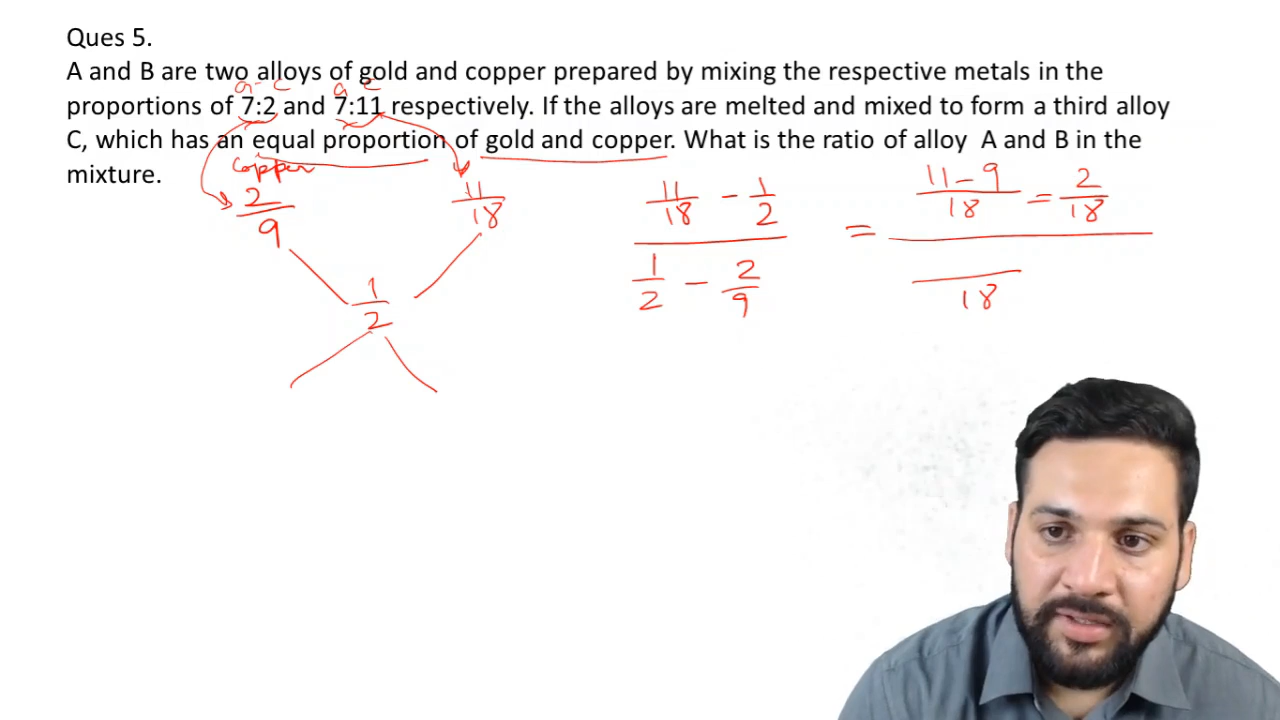 Ques 5.
A and B are two alloys of gold and copper prepared by mixing the respective metals in the
proportions of 7:2 and 7:11 respectively. If the alloys are melted and mixed to form a third alloy
C, which has an equal proportion of gold and copper. What is the ratio of alloy A and B in the
mixture.
copper
2/9 11/18
1/2
11/18 - 1/2
1/2 - 2/9
=
11-9/18 = 2/18
18